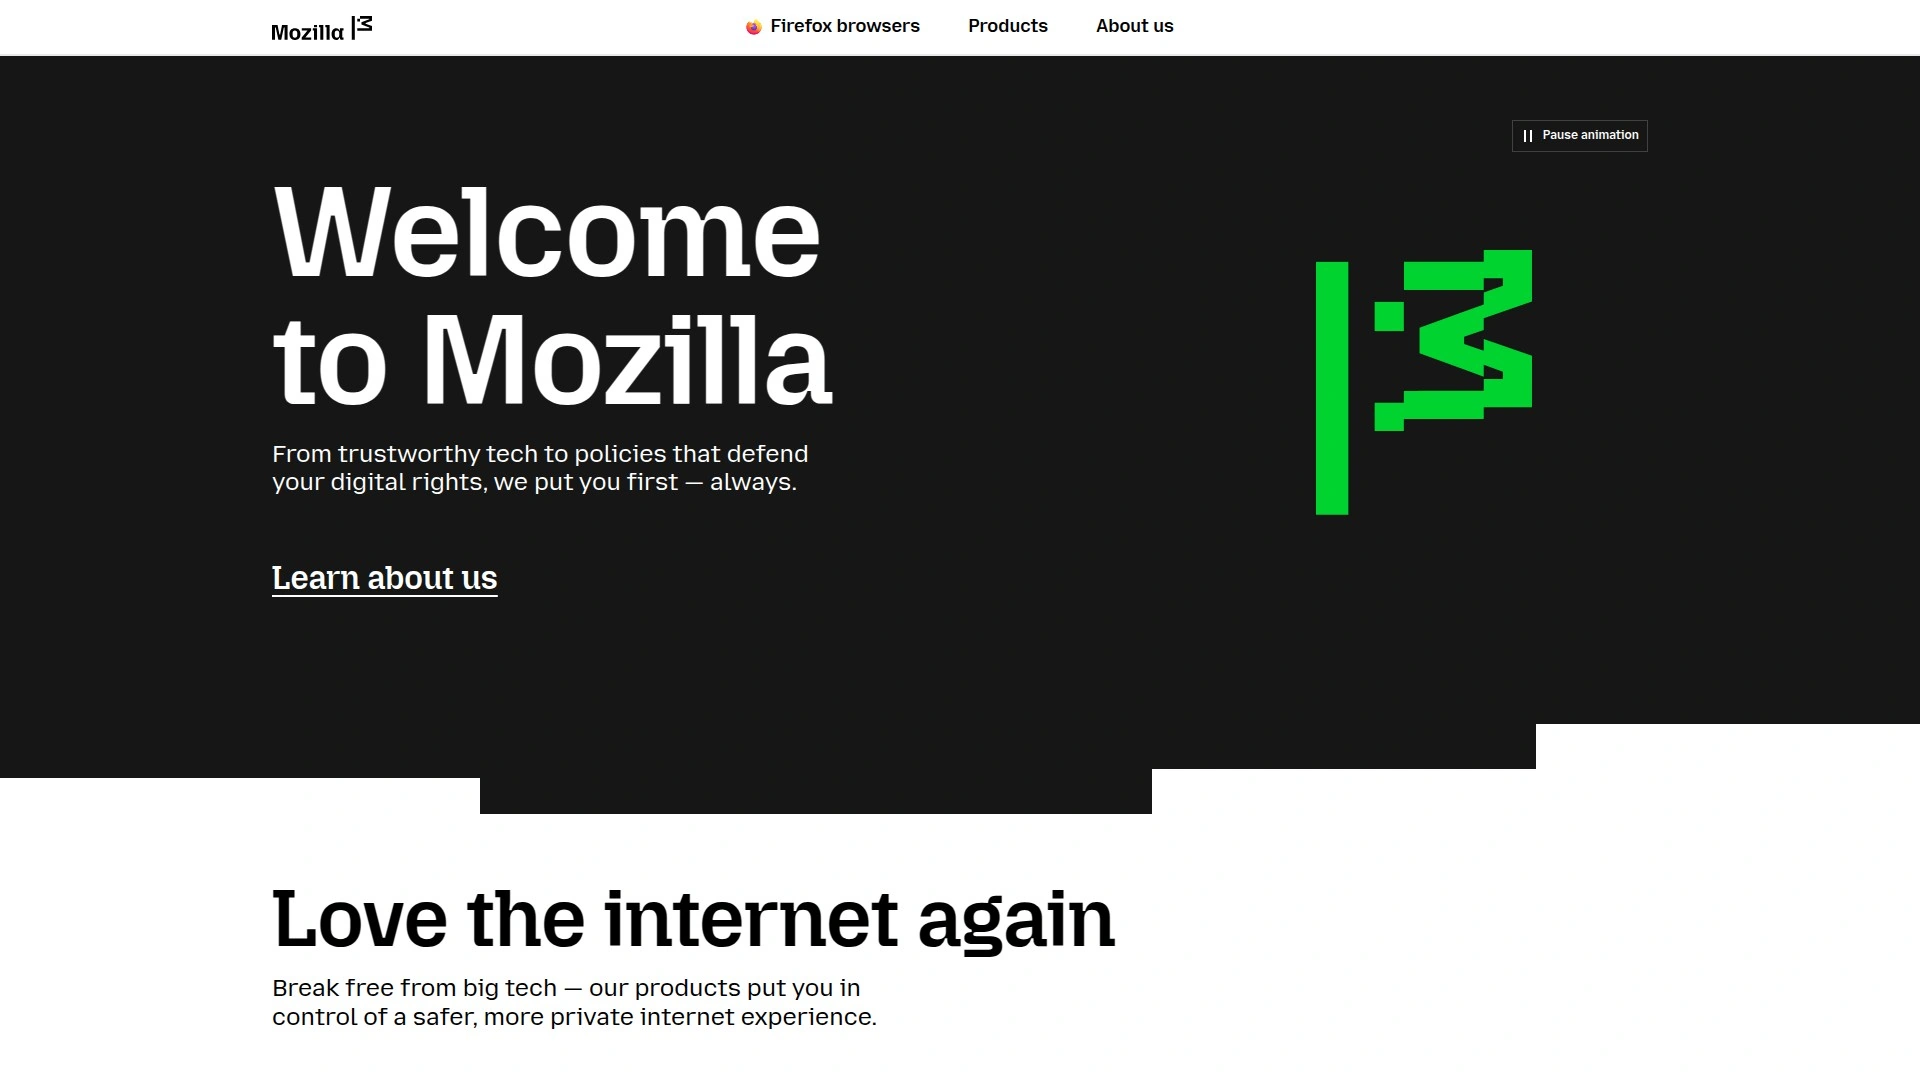 Mozilla
Firefox browsers
Products
About us
Pause animation
Welcome
to Mozilla
From trustworthy tech to policies that defend
your digital rights, we put you first — always.
Learn about us
Love the internet again
Break free from big tech — our products put you in
control of a safer, more private internet experience.